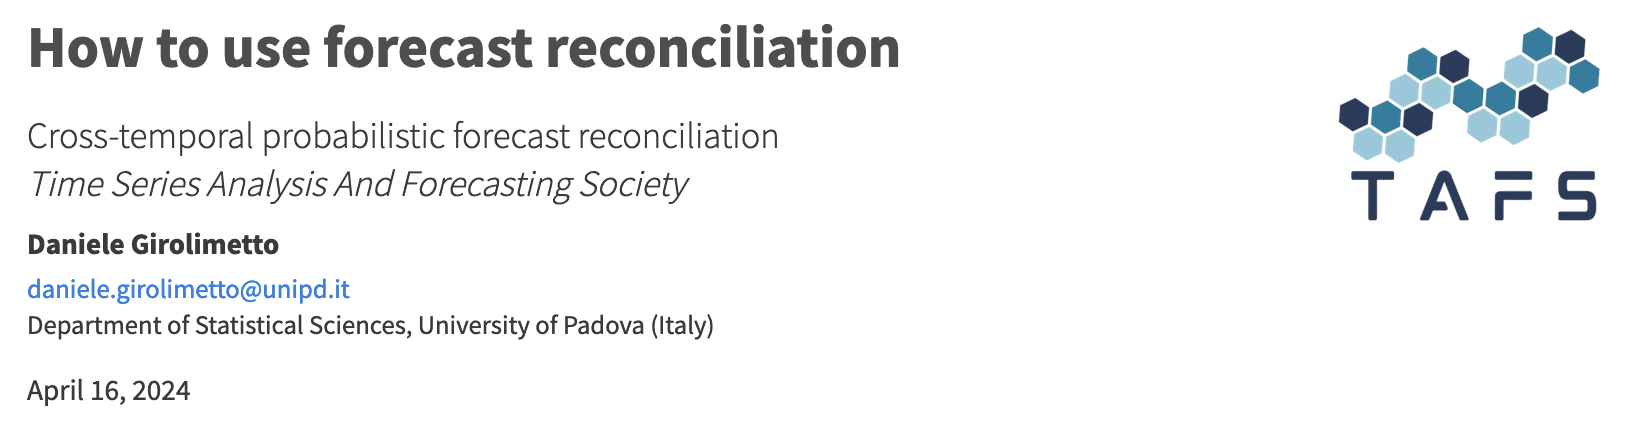 How to use forecast reconciliation
Cross-temporal probabilistic forecast reconciliation
Time Series Analysis And Forecasting Society
Daniele Girolimetto
daniele.girolimetto@unipd.it
Department of Statistical Sciences, University of Padova (Italy)
April 16, 2024
TAFS